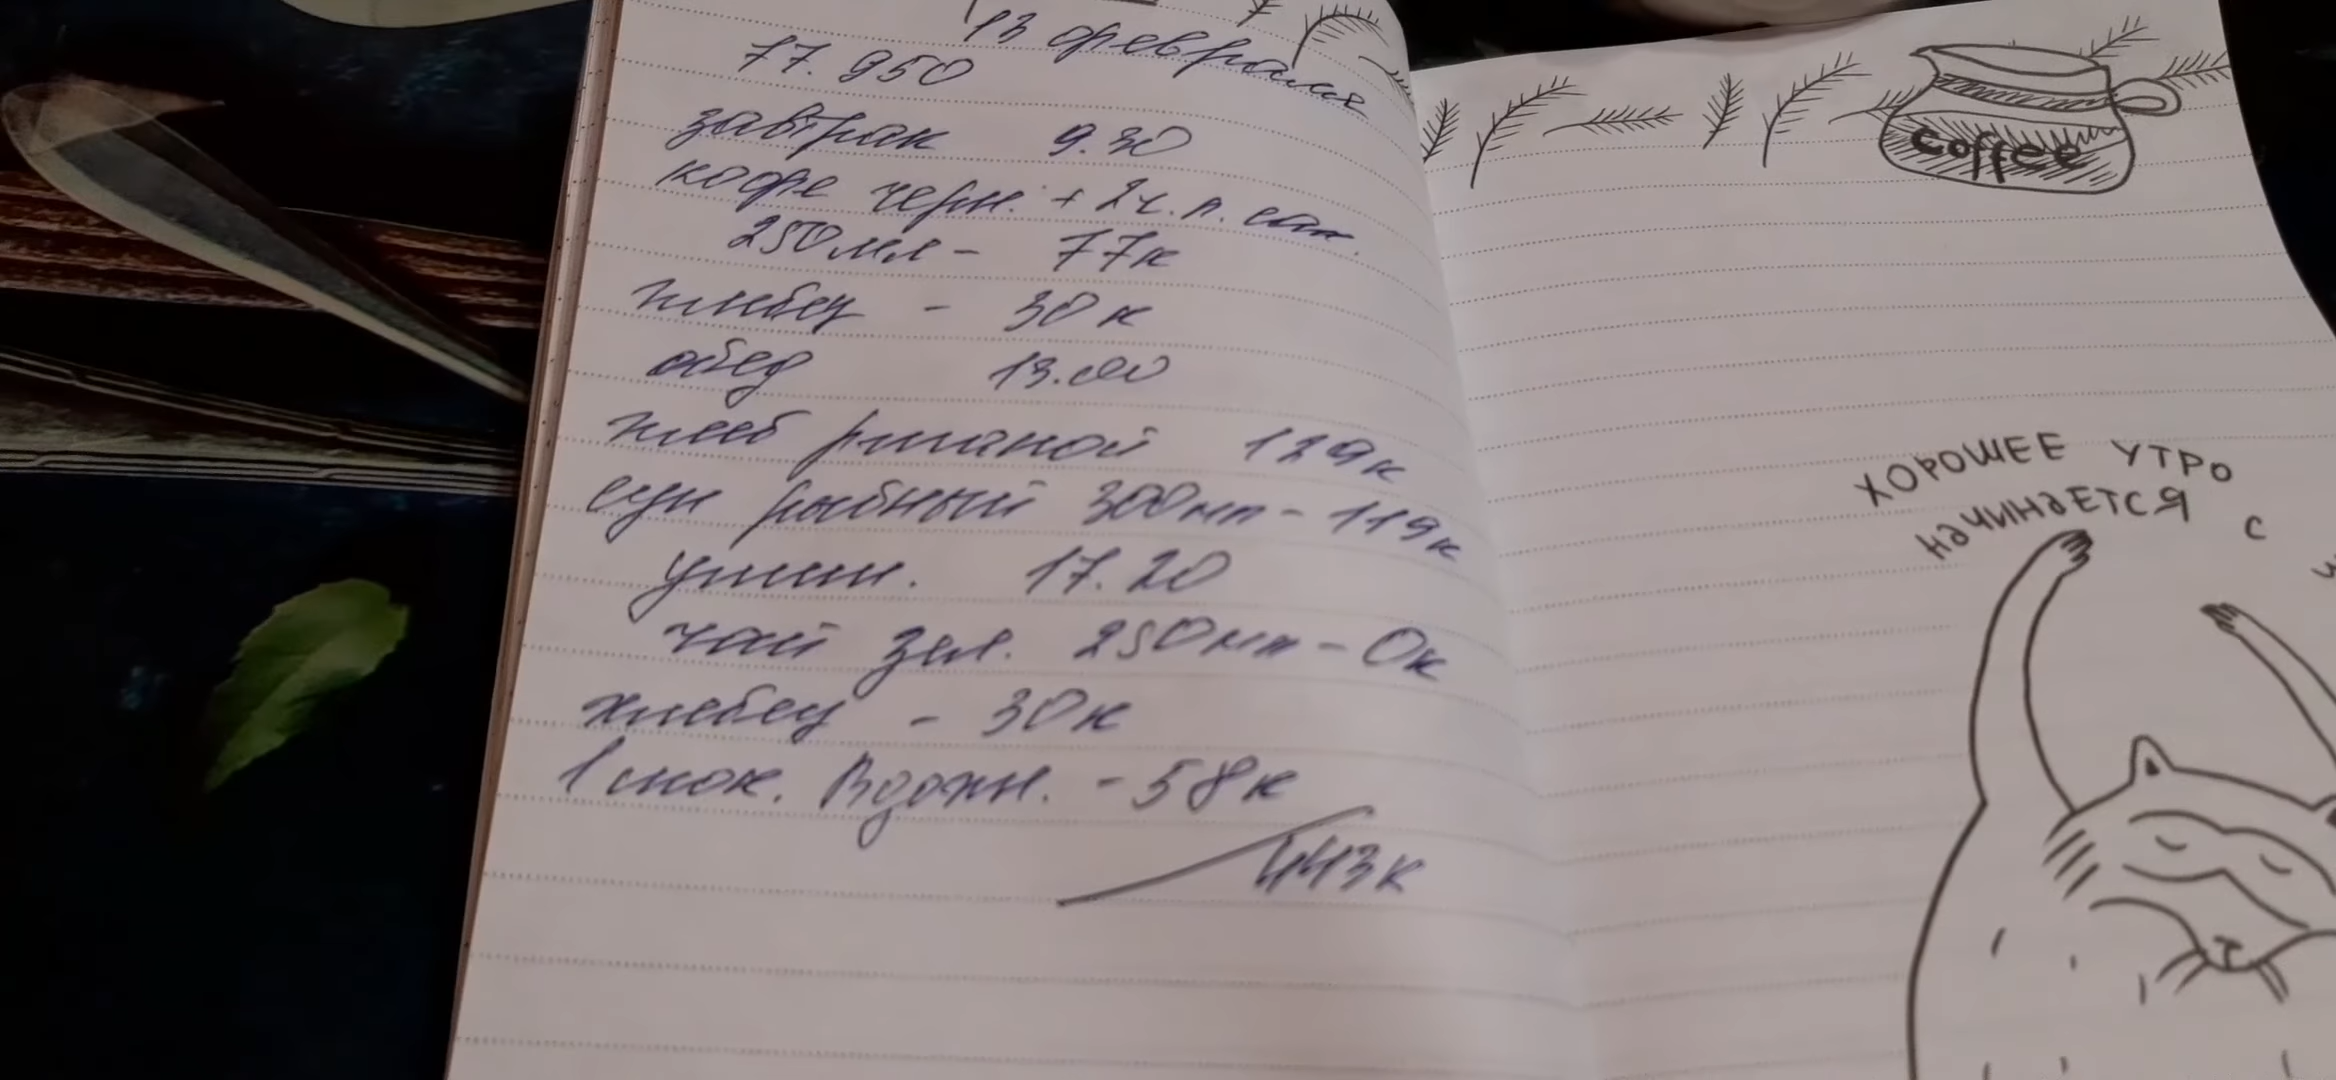 13 февраля
77.950
завтрак 9.30
кофе черн. + 2ч.л. сах.
250мл - 77к
хлебец - 30к
обед 13.00
хлеб ржаной 129к
суп рыбный 300мл - 119к
ужин. 17.20
чай зел. 250мл - 0к
хлебец - 30к
1 шок. Вдохн. - 58к
443к
Coffee
ХОРОШЕЕ УТРО
НАЧИНАЕТСЯ С